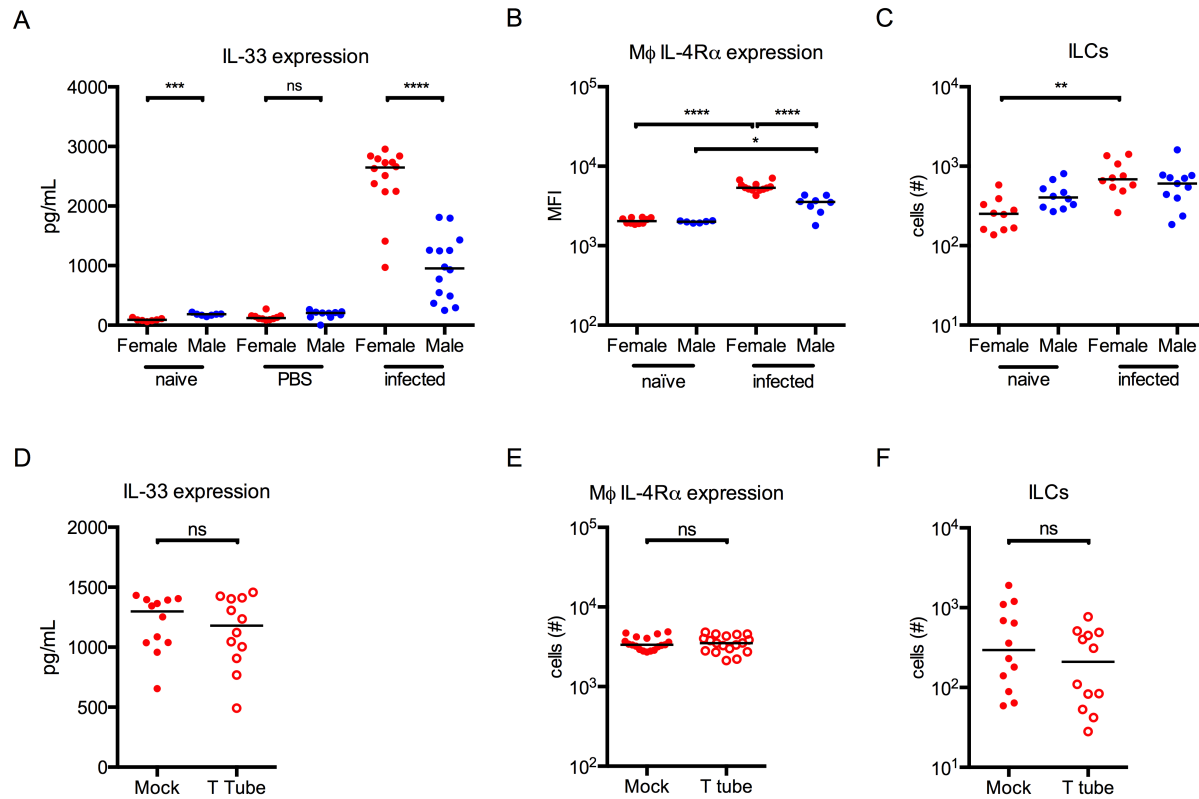 A
IL-33 expression
pg/mL
4000
3000
2000
1000
0
***
ns
****
Female Male Female Male Female Male
naive PBS infected
B
Mϕ IL-4Rα expression
MFI
10^5
10^4
10^3
10^2
****
****
*
Female Male Female Male
naïve infected
C
ILCs
cells (#)
10^4
10^3
10^2
10^1
**
Female Male Female Male
naive infected
D
IL-33 expression
pg/mL
2000
1500
1000
500
0
ns
Mock T Tube
E
Mϕ IL-4Rα expression
cells (#)
10^5
10^4
10^3
10^2
ns
Mock T tube
F
ILCs
cells (#)
10^4
10^3
10^2
10^1
ns
Mock T tube